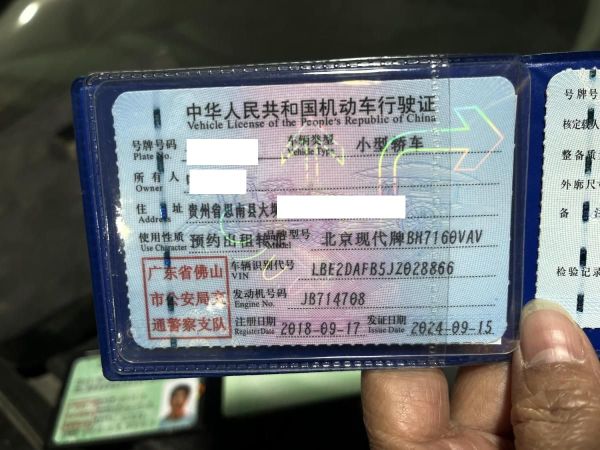 中华人民共和国机动车行驶证
Vehicle License of the People's Republic of China
号牌号码 车辆类型 小型轿车
Plate No. Vehicle Type
所有人
Owner
住址 贵州省思南县大坝
Address
使用性质 预约出租转非 品牌型号 北京现代牌BH7160VAV
Use Character Model
广东省佛山
市公安局交
通警察支队
车辆识别代号 LBE2DAFB5JZ028866
VIN
发动机号码 JB714708
Engine No.
注册日期 2018-09-17 发证日期 2024-09-15
Register Date Issue Date
号牌号
核定载人
整备质
外廓尺寸
备注
检验记录